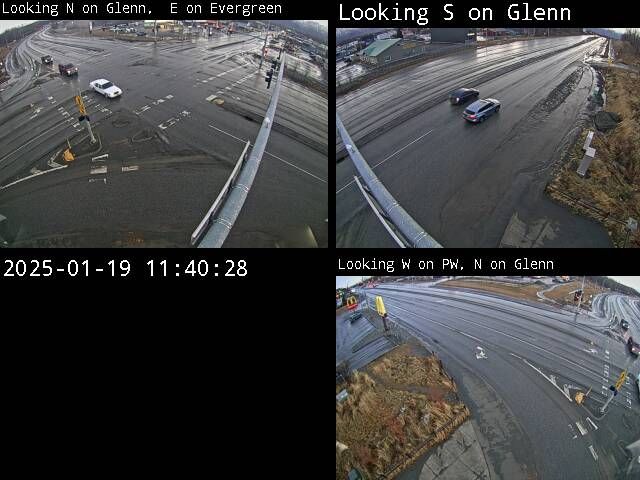 Looking N on Glenn,  E on Evergreen
Looking S on Glenn
2025-01-19 11:40:28
Looking W on PW, N on Glenn